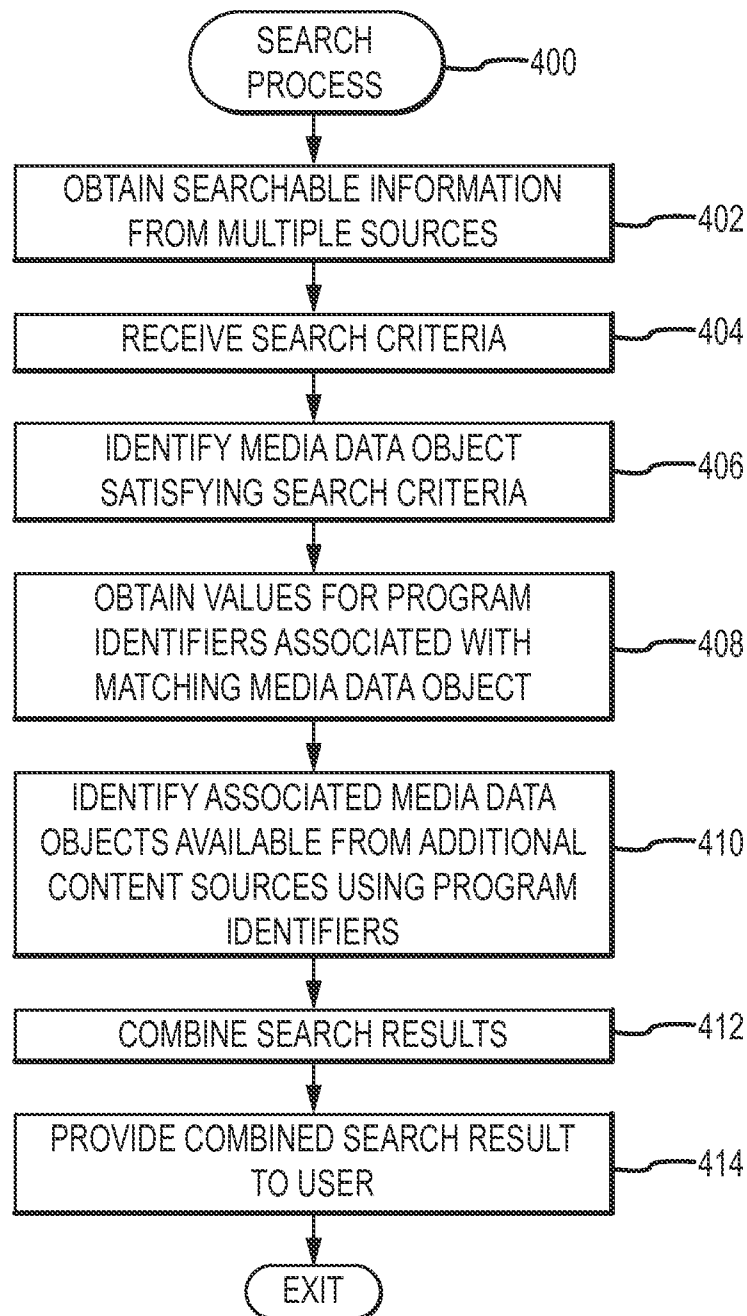 SEARCH
PROCESS
400
OBTAIN SEARCHABLE INFORMATION
FROM MULTIPLE SOURCES
402
RECEIVE SEARCH CRITERIA
404
IDENTIFY MEDIA DATA OBJECT
SATISFYING SEARCH CRITERIA
406
OBTAIN VALUES FOR PROGRAM
IDENTIFIERS ASSOCIATED WITH
MATCHING MEDIA DATA OBJECT
408
IDENTIFY ASSOCIATED MEDIA DATA
OBJECTS AVAILABLE FROM ADDITIONAL
CONTENT SOURCES USING PROGRAM
IDENTIFIERS
410
COMBINE SEARCH RESULTS
412
PROVIDE COMBINED SEARCH RESULT
TO USER
414
EXIT